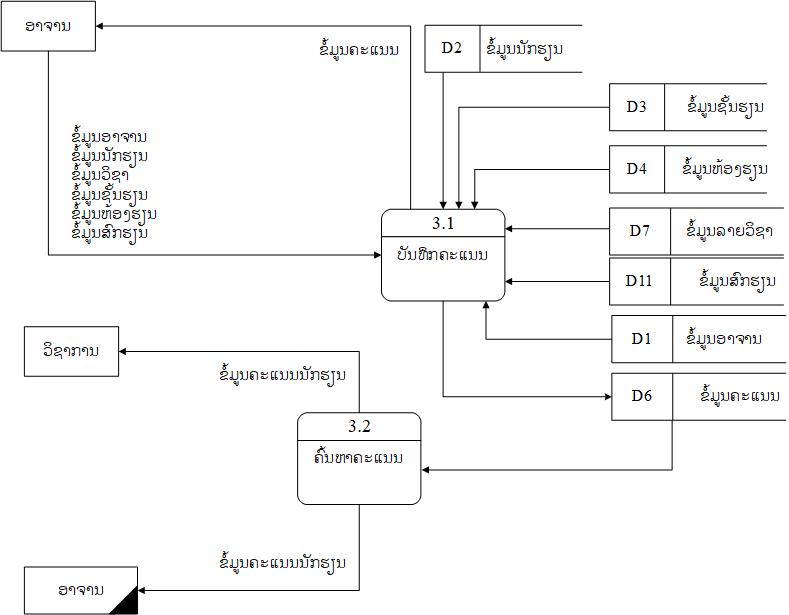 ອາຈານ
ຂໍ້ມູນຄະແນນ
D2 ຂໍ້ມູນນັກຮຽນ
D3 ຂໍ້ມູນຊັ້ນຮຽນ
ຂໍ້ມູນອາຈານ
ຂໍ້ມູນນັກຮຽນ
ຂໍ້ມູນວິຊາ
ຂໍ້ມູນຊັ້ນຮຽນ
ຂໍ້ມູນຫ້ອງຮຽນ
ຂໍ້ມູນສົກຮຽນ
D4 ຂໍ້ມູນຫ້ອງຮຽນ
3.1
ບັນທຶກຄະແນນ
D7 ຂໍ້ມູນລາຍວິຊາ
D11 ຂໍ້ມູນສົກຮຽນ
D1 ຂໍ້ມູນອາຈານ
ວິຊາການ
ຂໍ້ມູນຄະແນນນັກຮຽນ
D6 ຂໍ້ມູນຄະແນນ
3.2
ຄົ້ນຫາຄະແນນ
ຂໍ້ມູນຄະແນນນັກຮຽນ
ອາຈານ